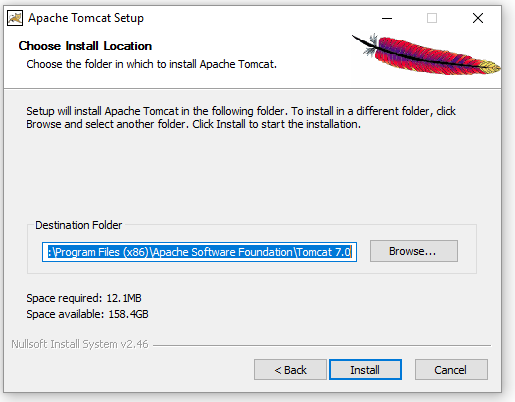 Apache Tomcat Setup
Choose Install Location
Choose the folder in which to install Apache Tomcat.
Setup will install Apache Tomcat in the following folder. To install in a different folder, click
Browse and select another folder. Click Install to start the installation.
Destination Folder
:\Program Files (x86)\Apache Software Foundation\Tomcat 7.0
Browse...
Space required: 12.1MB
Space available: 158.4GB
Nullsoft Install System v2.46
< Back
Install
Cancel